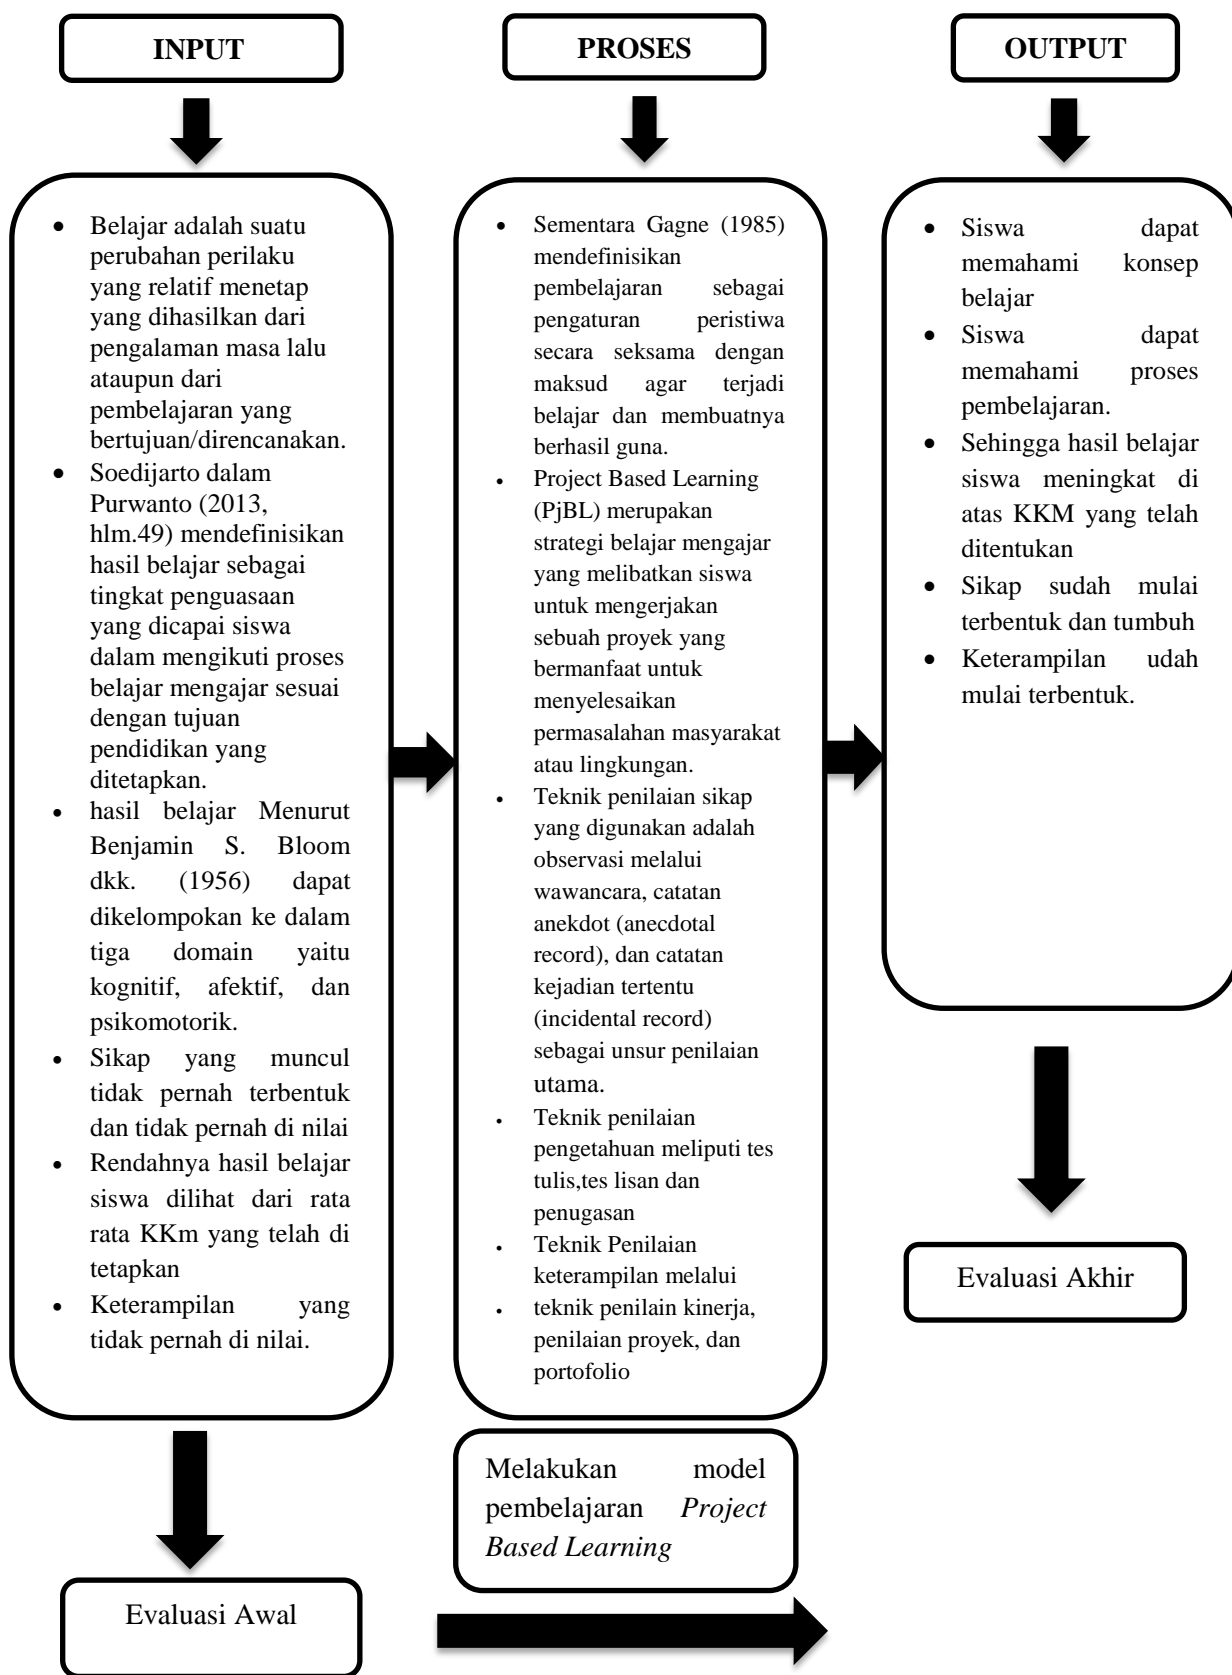 INPUT
PROSES
OUTPUT
• Belajar adalah suatu
perubahan perilaku
yang relatif menetap
yang dihasilkan dari
pengalaman masa lalu
ataupun dari
pembelajaran yang
bertujuan/direncanakan.
• Soedijarto dalam
Purwanto (2013,
hlm.49) mendefinisikan
hasil belajar sebagai
tingkat penguasaan
yang dicapai siswa
dalam mengikuti proses
belajar mengajar sesuai
dengan tujuan
pendidikan yang
ditetapkan.
• hasil belajar Menurut
Benjamin S. Bloom
dkk. (1956) dapat
dikelompokan ke dalam
tiga domain yaitu
kognitif, afektif, dan
psikomotorik.
• Sikap yang muncul
tidak pernah terbentuk
dan tidak pernah di nilai
• Rendahnya hasil belajar
siswa dilihat dari rata
rata KKm yang telah di
tetapkan
• Keterampilan yang
tidak pernah di nilai.
• Sementara Gagne (1985)
mendefinisikan
pembelajaran sebagai
pengaturan peristiwa
secara seksama dengan
maksud agar terjadi
belajar dan membuatnya
berhasil guna.
• Project Based Learning
(PjBL) merupakan
strategi belajar mengajar
yang melibatkan siswa
untuk mengerjakan
sebuah proyek yang
bermanfaat untuk
menyelesaikan
permasalahan masyarakat
atau lingkungan.
• Teknik penilaian sikap
yang digunakan adalah
observasi melalui
wawancara, catatan
anekdot (anecdotal
record), dan catatan
kejadian tertentu
(incidental record)
sebagai unsur penilaian
utama.
• Teknik penilaian
pengetahuan meliputi tes
tulis,tes lisan dan
penugasan
• Teknik Penilaian
keterampilan melalui
• teknik penilain kinerja,
penilaian proyek, dan
portofolio
• Siswa dapat
memahami konsep
belajar
• Siswa dapat
memahami proses
pembelajaran.
• Sehingga hasil belajar
siswa meningkat di
atas KKM yang telah
ditentukan
• Sikap sudah mulai
terbentuk dan tumbuh
• Keterampilan udah
mulai terbentuk.
Evaluasi Akhir
Melakukan model
pembelajaran Project
Based Learning
Evaluasi Awal